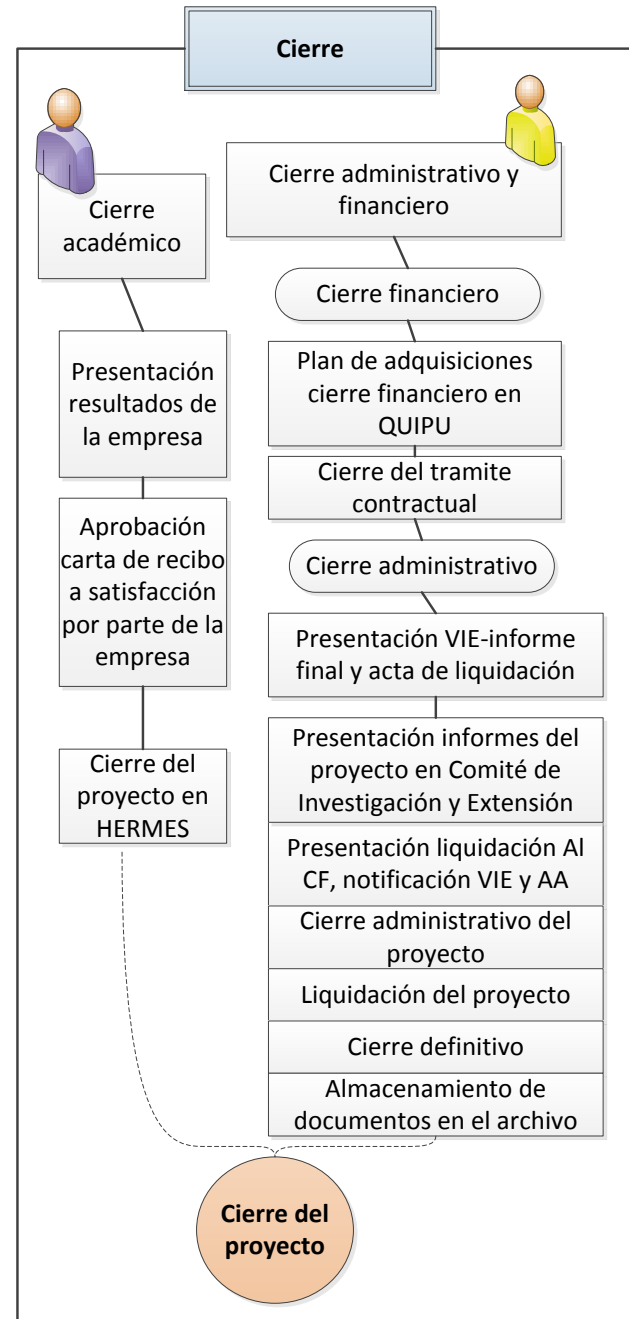 Cierre
Cierre
académico
Presentación
resultados de
la empresa
Aprobación
carta de recibo
a satisfacción
por parte de la
empresa
Cierre del
proyecto en
HERMES
Cierre administrativo y
financiero
Cierre financiero
Plan de adquisiciones
cierre financiero en
QUIPU
Cierre del tramite
contractual
Cierre administrativo
Presentación VIE-informe
final y acta de liquidación
Presentación informes del
proyecto en Comité de
Investigación y Extensión
Presentación liquidación Al
CF, notificación VIE y AA
Cierre administrativo del
proyecto
Liquidación del proyecto
Cierre definitivo
Almacenamiento de
documentos en el archivo
Cierre del
proyecto